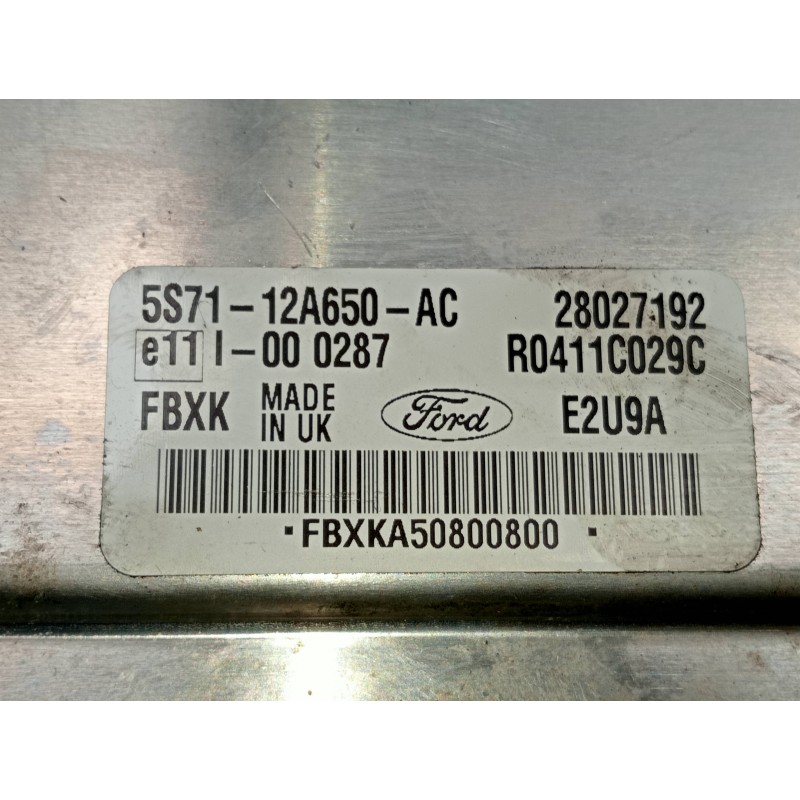 5S71-12A650-AC 28027192
e11 I-00 0287 R0411C029C
FBXK MADE IN UK Ford E2U9A
FBXKA50800800